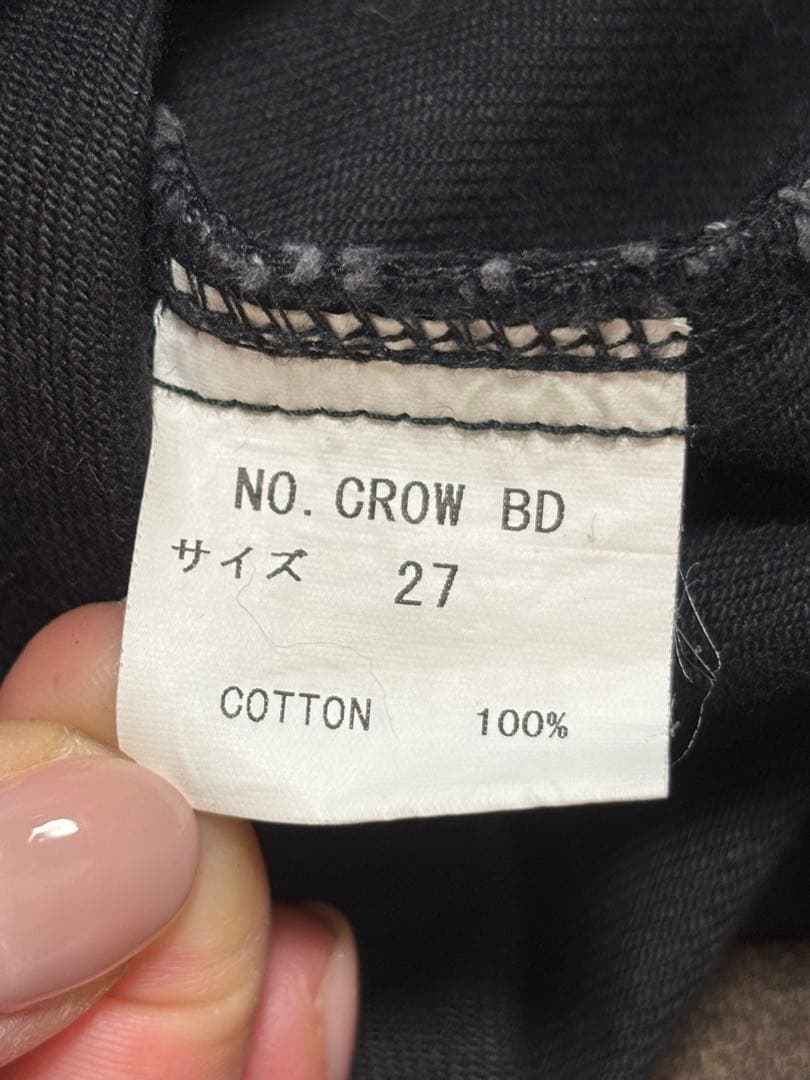 NO. CROW BD
サイズ 27
COTTON 100%